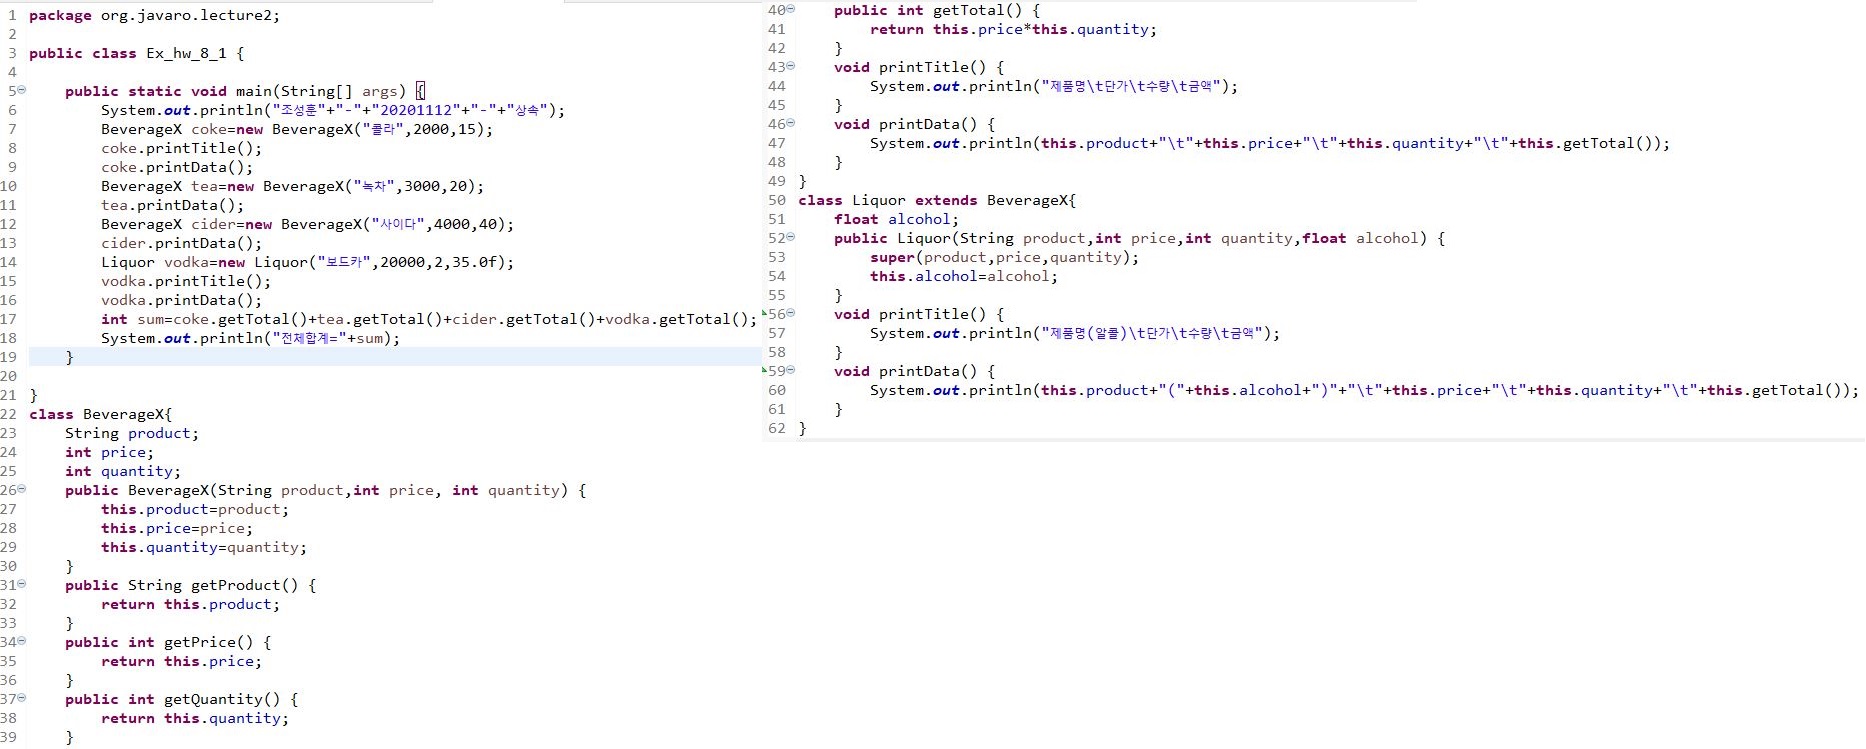 1 package org.javaro.lecture2;
2
3 public class Ex_hw_8_1 {
4
5 public static void main(String[] args) {
6 System.out.println("조성훈"+"-"+"20201112"+"-"+"상속");
7 BeverageX coke=new BeverageX("콜라",2000,15);
8 coke.printTitle();
9 coke.printData();
10 BeverageX tea=new BeverageX("녹차",3000,20);
11 tea.printData();
12 BeverageX cider=new BeverageX("사이다",4000,40);
13 cider.printData();
14 Liquor vodka=new Liquor("보드카",20000,2,35.0f);
15 vodka.printTitle();
16 vodka.printData();
17 int sum=coke.getTotal()+tea.getTotal()+cider.getTotal()+vodka.getTotal();
18 System.out.println("전체합계="+sum);
19 }
20
21 }
22 class BeverageX{
23 String product;
24 int price;
25 int quantity;
26 public BeverageX(String product,int price, int quantity) {
27 this.product=product;
28 this.price=price;
29 this.quantity=quantity;
30 }
31 public String getProduct() {
32 return this.product;
33 }
34 public int getPrice() {
35 return this.price;
36 }
37 public int getQuantity() {
38 return this.quantity;
39 }
40 public int getTotal() {
41 return this.price*this.quantity;
42 }
43 void printTitle() {
44 System.out.println("제품명\t단가\t수량\t금액");
45 }
46 void printData() {
47 System.out.println(this.product+"\t"+this.price+"\t"+this.quantity+"\t"+this.getTotal());
48 }
49 }
50 class Liquor extends BeverageX{
51 float alcohol;
52 public Liquor(String product,int price,int quantity,float alcohol) {
53 super(product,price,quantity);
54 this.alcohol=alcohol;
55 }
56 void printTitle() {
57 System.out.println("제품명(알콜)\t단가\t수량\t금액");
58 }
59 void printData() {
60 System.out.println(this.product+"("+this.alcohol+")"+"\t"+this.price+"\t"+this.quantity+"\t"+this.getTotal());
61 }
62 }